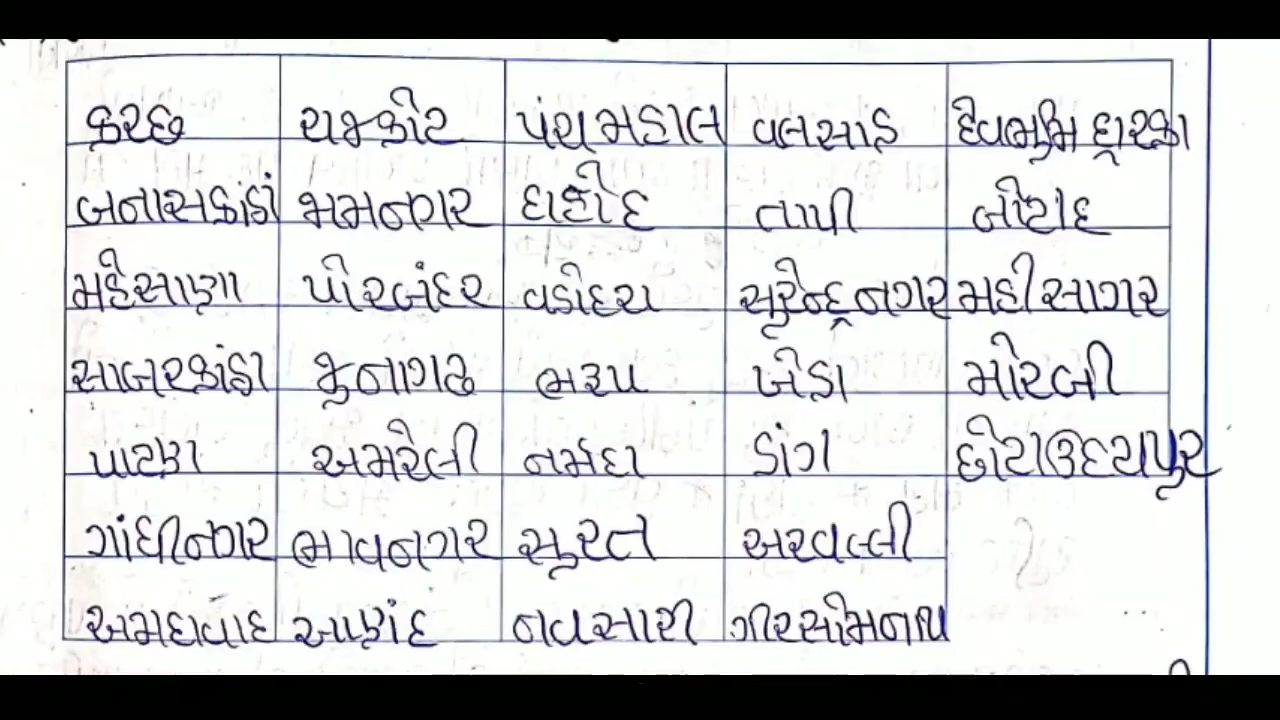 કચ્છ રાજકોટ પંચમહાલ વલસાડ દેવભુમિ દ્વારકા
બનાસકાંઠાં જામનગર દાહોદ તાપી બોટાદ
મહેસાણા પોરબંદર વડોદરા સુરેન્દ્રનગર મહીસાગર
સાબરકાંઠા જુનાગઢ ભરૂચ ખેડા મોરબી
પાટણ અમરેલી નર્મદા ડાંગ છોટાઉદયપુર
ગાંધીનગર ભાવનગર સુરત અરવલ્લી
અમદાવાદ આણંદ નવસારી ગીરસોમનાથ